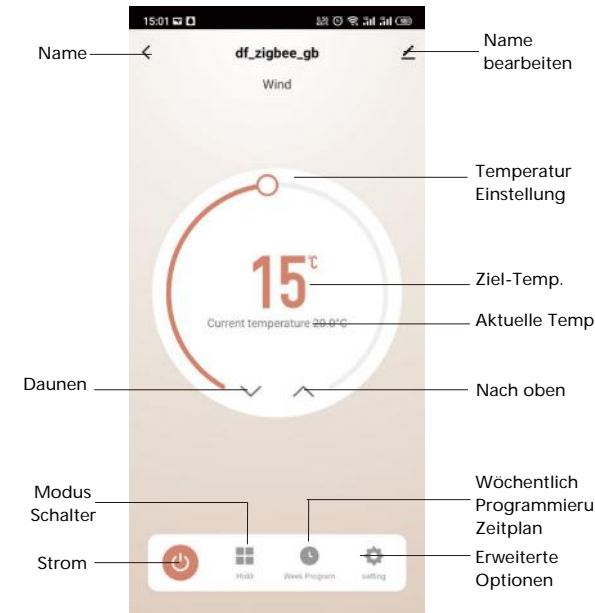 15:01
Name
df_zigbee_gb
Name
bearbeiten
Wind
Temperatur
Einstellung
15°C
Ziel-Temp.
Current temperature 20.0°C
Aktuelle Temp
Daunen
Nach oben
Modus
Schalter
Wöchentlich
Programmieru
Zeitplan
Strom
Hold
Week Program
setting
Erweiterte
Optionen